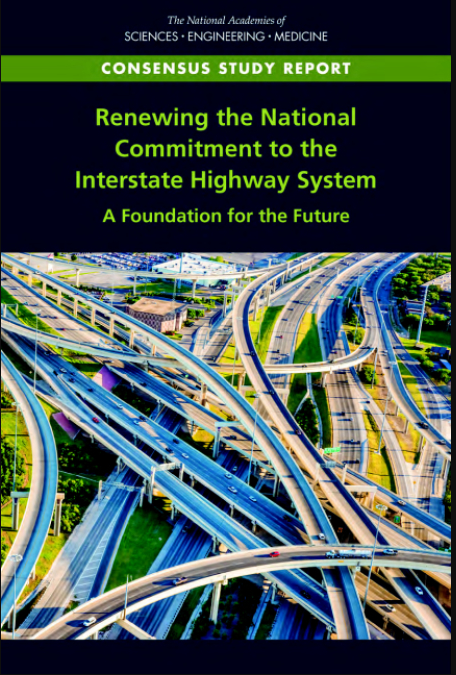 The National Academies of
SCIENCES • ENGINEERING • MEDICINE
CONSENSUS STUDY REPORT
Renewing the National
Commitment to the
Interstate Highway System
A Foundation for the Future